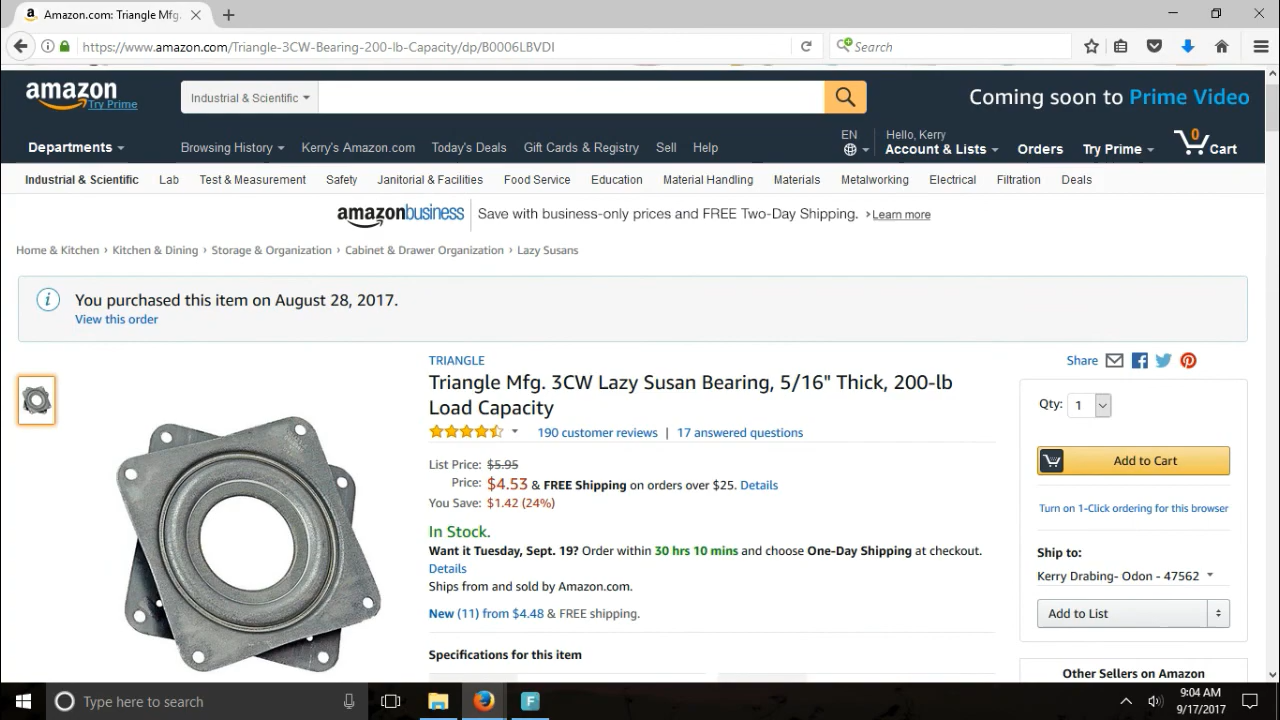 Amazon.com: Triangle Mfg.
https://www.amazon.com/Triangle-3CW-Bearing-200-lb-Capacity/dp/B0006LBVDI
Search
amazon
Try Prime
Industrial & Scientific
Coming soon to Prime Video
Departments
Browsing History
Kerry's Amazon.com
Today's Deals
Gift Cards & Registry
Sell
Help
EN
Hello, Kerry
Account & Lists
Orders
Try Prime
0
Cart
Industrial & Scientific
Lab
Test & Measurement
Safety
Janitorial & Facilities
Food Service
Education
Material Handling
Materials
Metalworking
Electrical
Filtration
Deals
amazonbusiness
Save with business-only prices and FREE Two-Day Shipping. ›Learn more
Home & Kitchen › Kitchen & Dining › Storage & Organization › Cabinet & Drawer Organization › Lazy Susans
You purchased this item on August 28, 2017.
View this order
TRIANGLE
Triangle Mfg. 3CW Lazy Susan Bearing, 5/16" Thick, 200-lb
Load Capacity
190 customer reviews | 17 answered questions
List Price: $5.95
Price: $4.53 & FREE Shipping on orders over $25. Details
You Save: $1.42 (24%)
In Stock.
Want it Tuesday, Sept. 19? Order within 30 hrs 10 mins and choose One-Day Shipping at checkout.
Details
Ships from and sold by Amazon.com.
New (11) from $4.48 & FREE shipping.
Specifications for this item
Share
Qty: 1
Add to Cart
Turn on 1-Click ordering for this browser
Ship to:
Kerry Drabing- Odon - 47562
Add to List
Other Sellers on Amazon
Type here to search
F
9:04 AM
9/17/2017